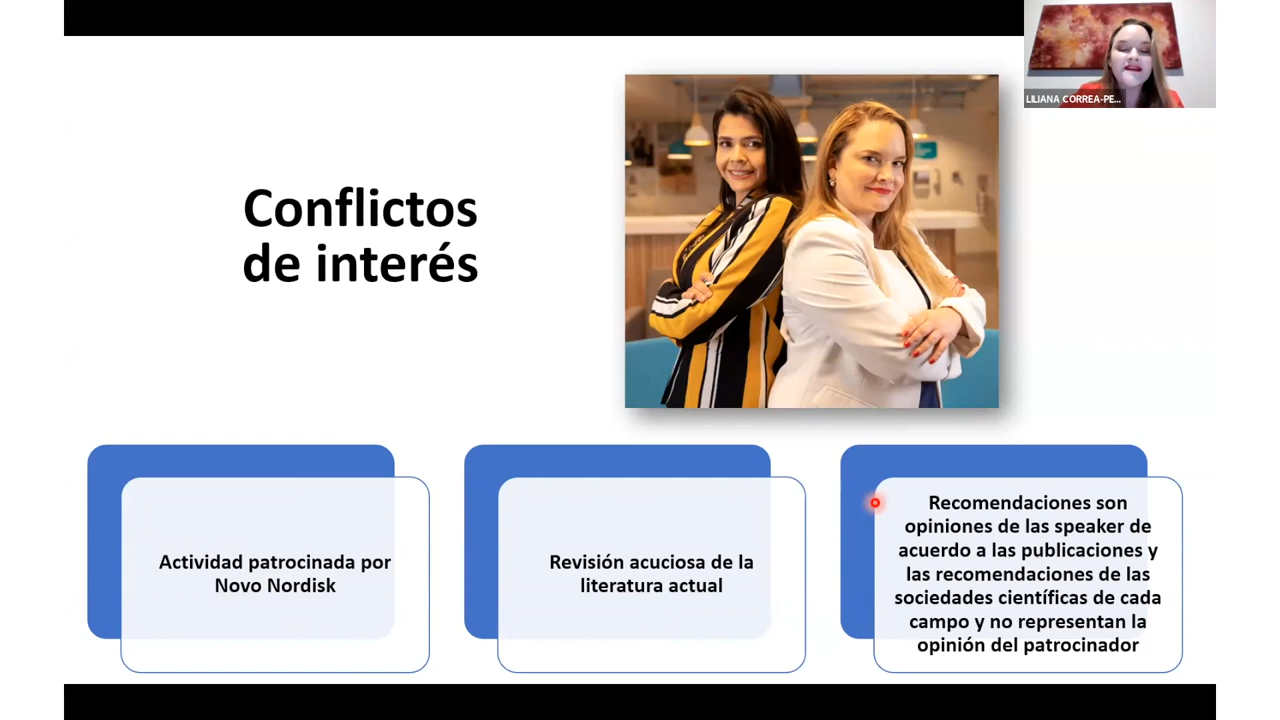 LILIANA CORREA-PE...
Conflictos
de interés
Actividad patrocinada por
Novo Nordisk
Revisión acuciosa de la
literatura actual
Recomendaciones son
opiniones de las speaker de
acuerdo a las publicaciones y
las recomendaciones de las
sociedades científicas de cada
campo y no representan la
opinión del patrocinador